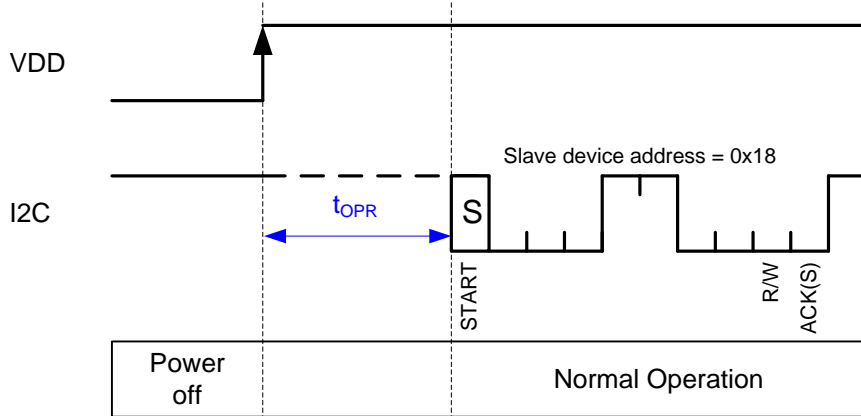 VDD
Slave device address = 0x18
I2C
tOPR
S
START
R/W
ACK(S)
Power
off
Normal Operation